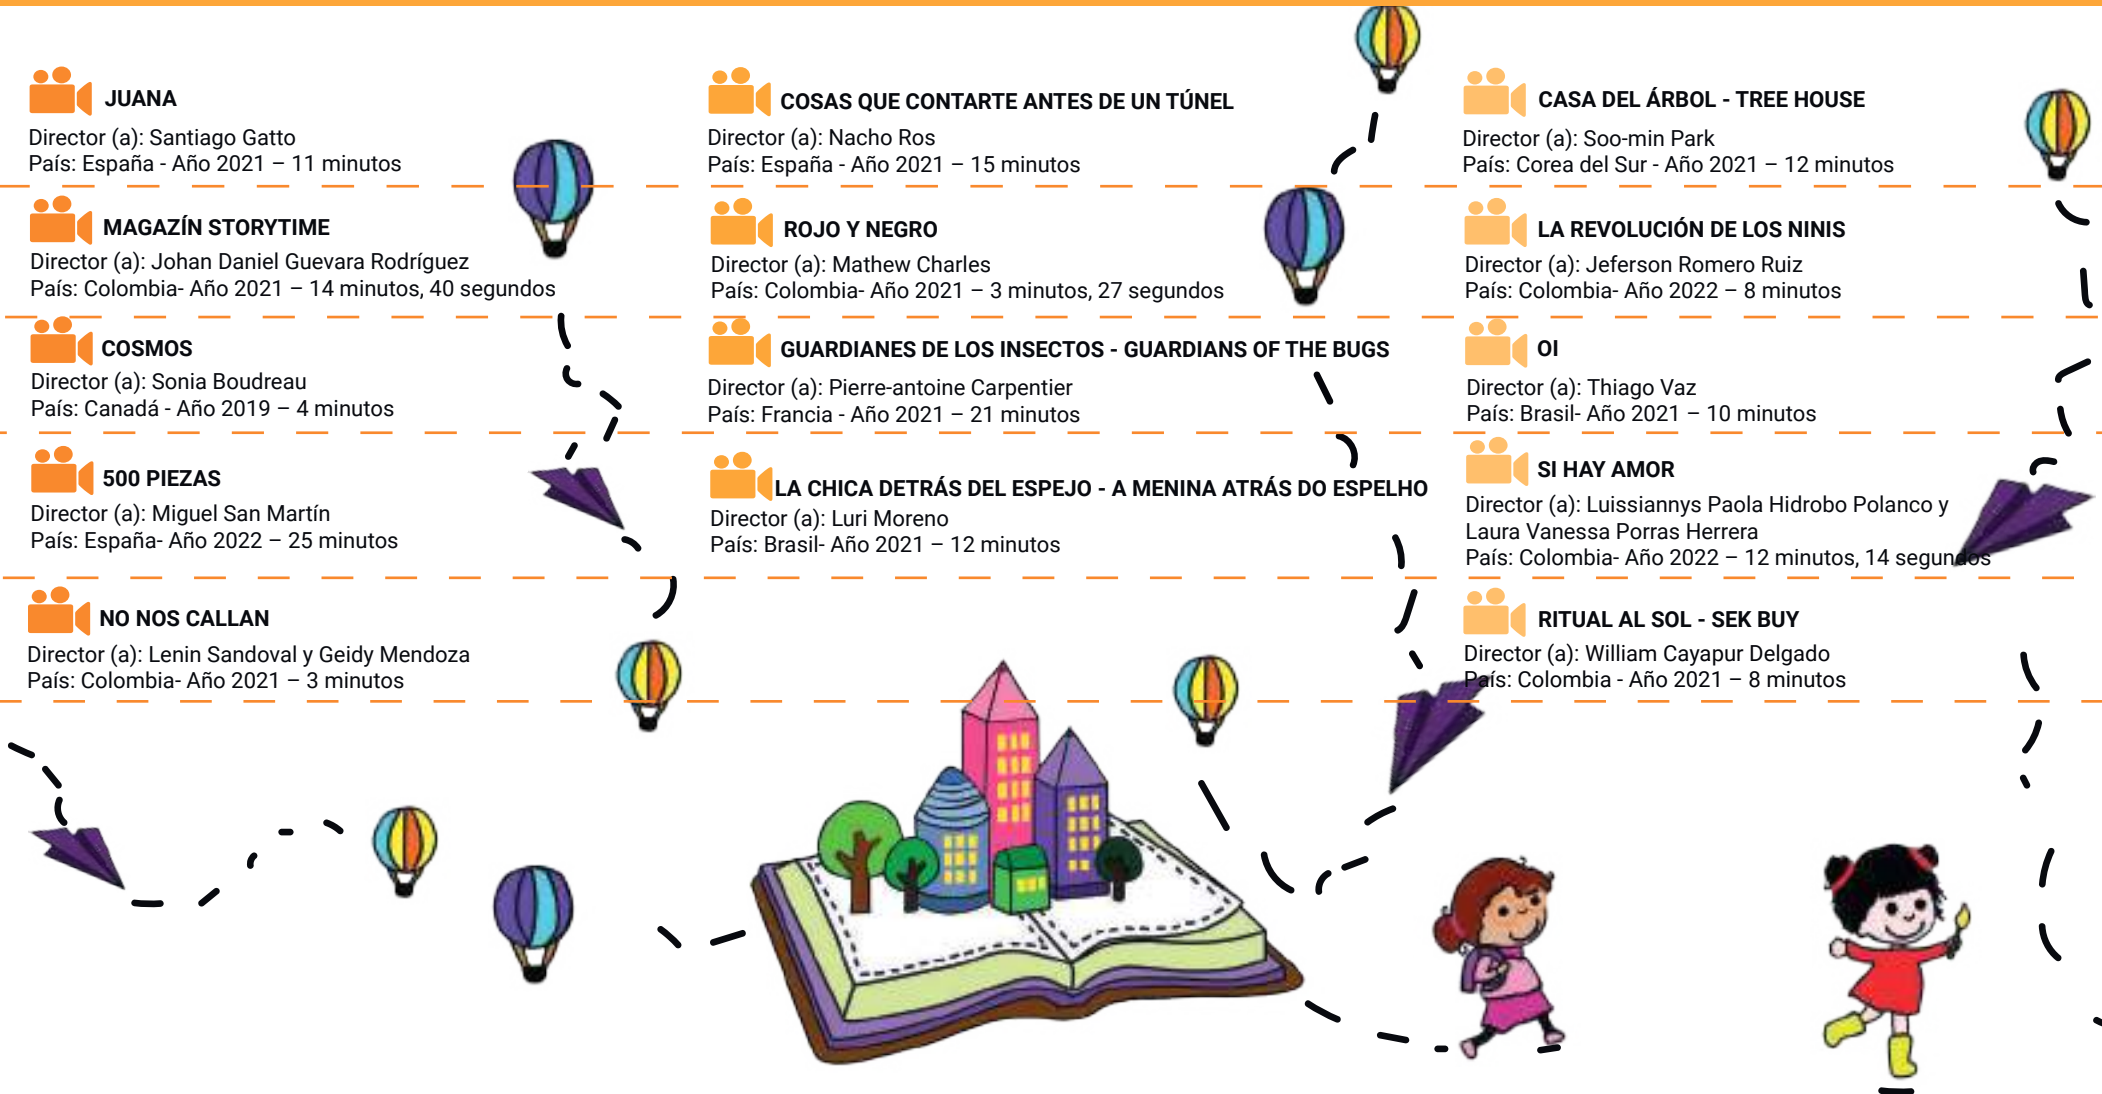 JUANA
Director (a): Santiago Gatto
País: España - Año 2021 – 11 minutos
MAGAZÍN STORYTIME
Director (a): Johan Daniel Guevara Rodríguez
País: Colombia- Año 2021 – 14 minutos, 40 segundos
COSMOS
Director (a): Sonia Boudreau
País: Canadá - Año 2019 – 4 minutos
500 PIEZAS
Director (a): Miguel San Martín
País: España- Año 2022 – 25 minutos
NO NOS CALLAN
Director (a): Lenin Sandoval y Geidy Mendoza
País: Colombia- Año 2021 – 3 minutos
COSAS QUE CONTARTE ANTES DE UN TÚNEL
Director (a): Nacho Ros
País: España - Año 2021 – 15 minutos
ROJO Y NEGRO
Director (a): Mathew Charles
País: Colombia- Año 2021 – 3 minutos, 27 segundos
GUARDIANES DE LOS INSECTOS - GUARDIANS OF THE BUGS
Director (a): Pierre-antoine Carpentier
País: Francia - Año 2021 – 21 minutos
LA CHICA DETRÁS DEL ESPEJO - A MENINA ATRÁS DO ESPELHO
Director (a): Luri Moreno
País: Brasil- Año 2021 – 12 minutos
CASA DEL ÁRBOL - TREE HOUSE
Director (a): Soo-min Park
País: Corea del Sur - Año 2021 – 12 minutos
LA REVOLUCIÓN DE LOS NINIS
Director (a): Jeferson Romero Ruiz
País: Colombia- Año 2022 – 8 minutos
OI
Director (a): Thiago Vaz
País: Brasil- Año 2021 – 10 minutos
SI HAY AMOR
Director (a): Luissiannys Paola Hidrobo Polanco y
Laura Vanessa Porras Herrera
País: Colombia- Año 2022 – 12 minutos, 14 segundos
RITUAL AL SOL - SEK BUY
Director (a): William Cayapur Delgado
País: Colombia - Año 2021 – 8 minutos